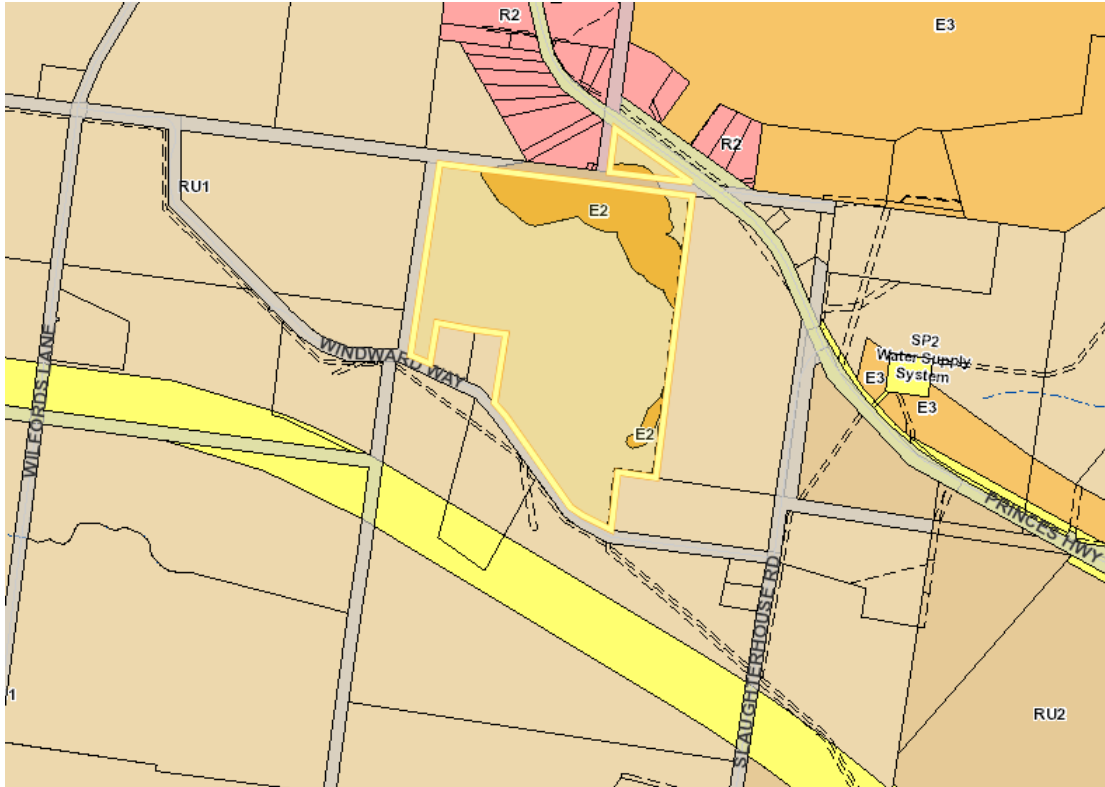 R2
E3
R2
RU1
E2
WINDWARD WAY
WILFORDS LANE
SP2
Water Supply
System
E3
E3
E2
PRINCES HWY
SLAUGHTERHOUSE RD
1
RU2